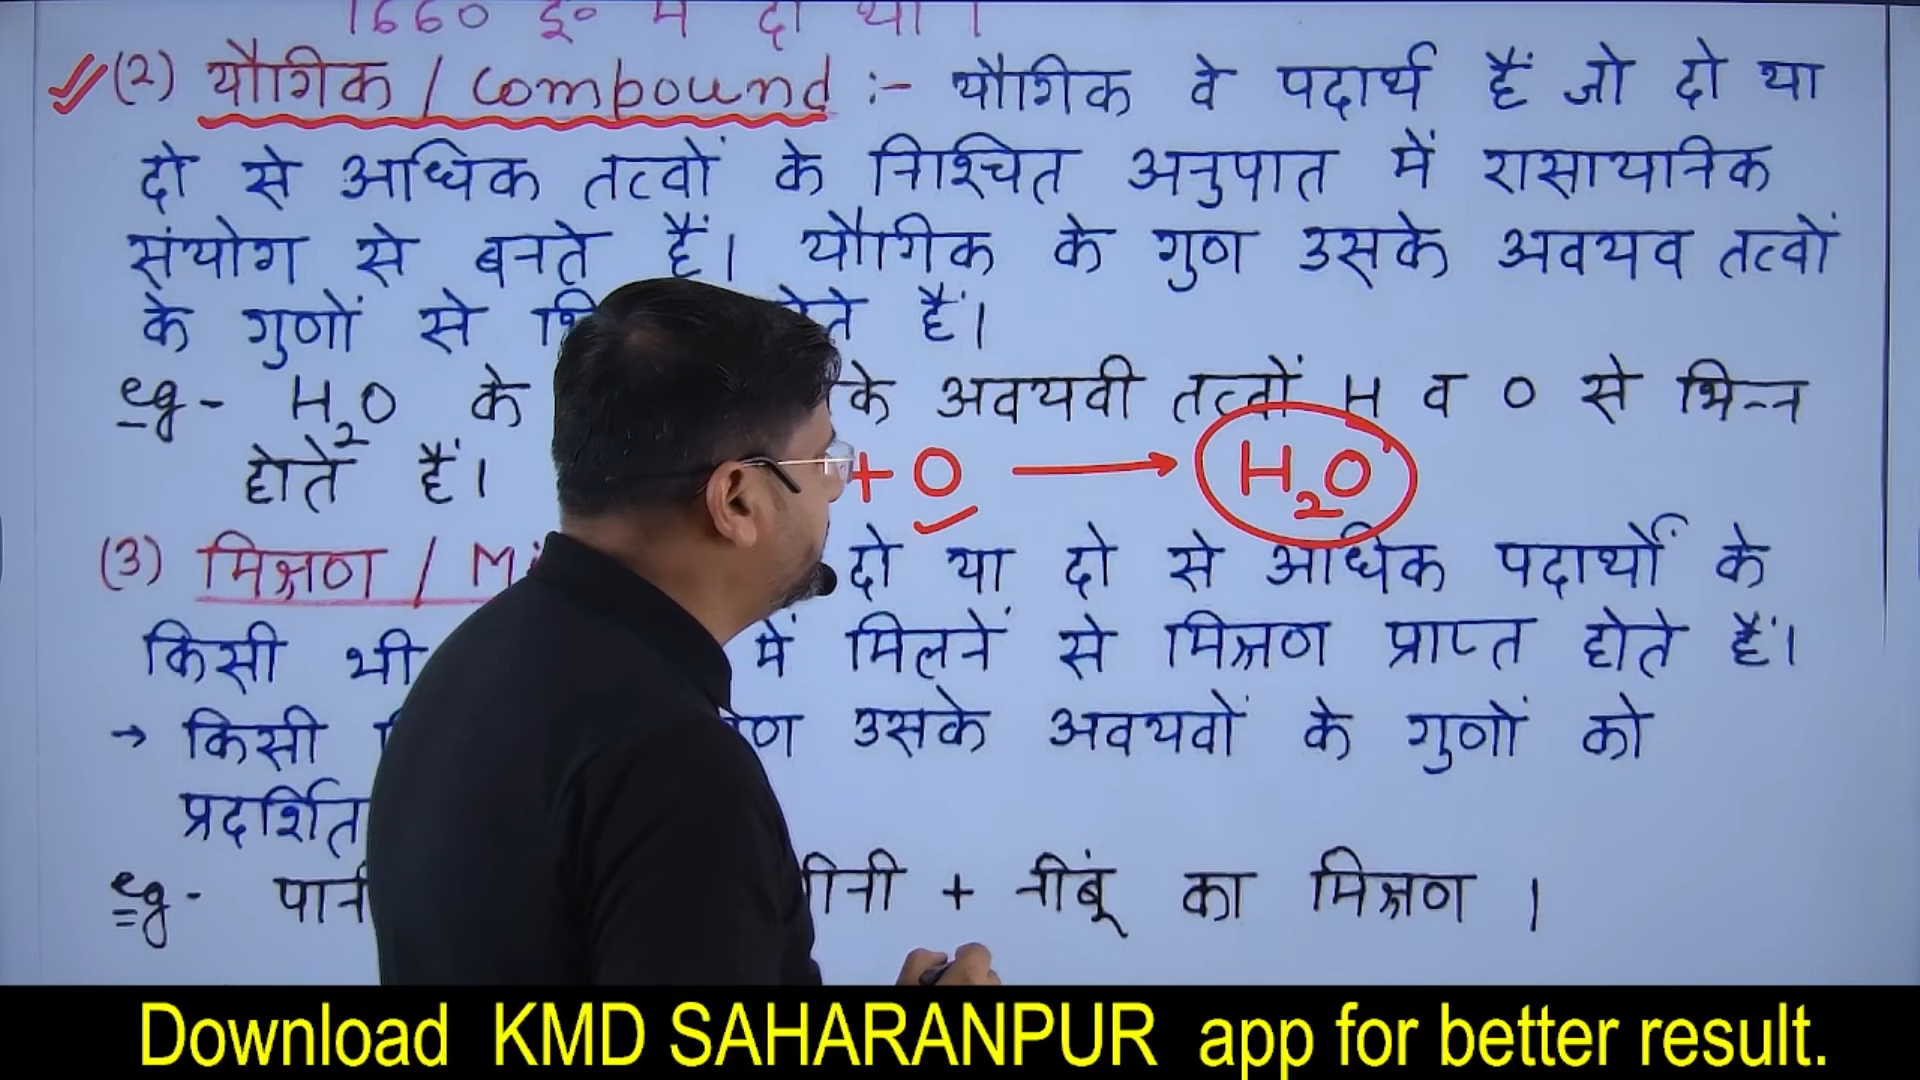 1660 ई० में दी थी।
(2) यौगिक / Compound :- यौगिक वे पदार्थ हैं जो दो या
दो से अधिक तत्वों के निश्चित अनुपात में रासायनिक
संयोग से बनते हैं। यौगिक के गुण उसके अवयव तत्वों
के गुणों से होते हैं।
eg - H₂O के अवयवी तत्वों H व O से भिन्न
होते हैं। + O → H₂O
(3) मिश्रण / दो या दो से अधिक पदार्थों के
किसी भी में मिलनें से मिश्रण प्राप्त होते हैं।
→ किसी उसके अवयवों के गुणों को
प्रदर्शित
eg - + नींबू का मिश्रण ।
Download KMD SAHARANPUR app for better result.